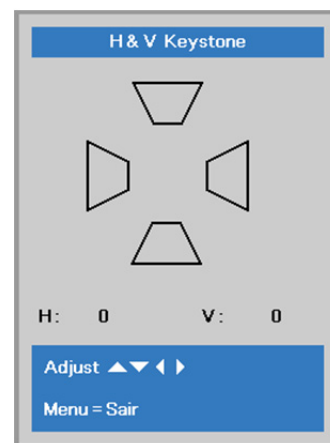 H & V Keystone
H: 0 V: 0
Adjust ▲▼◀▶
Menu = Sair